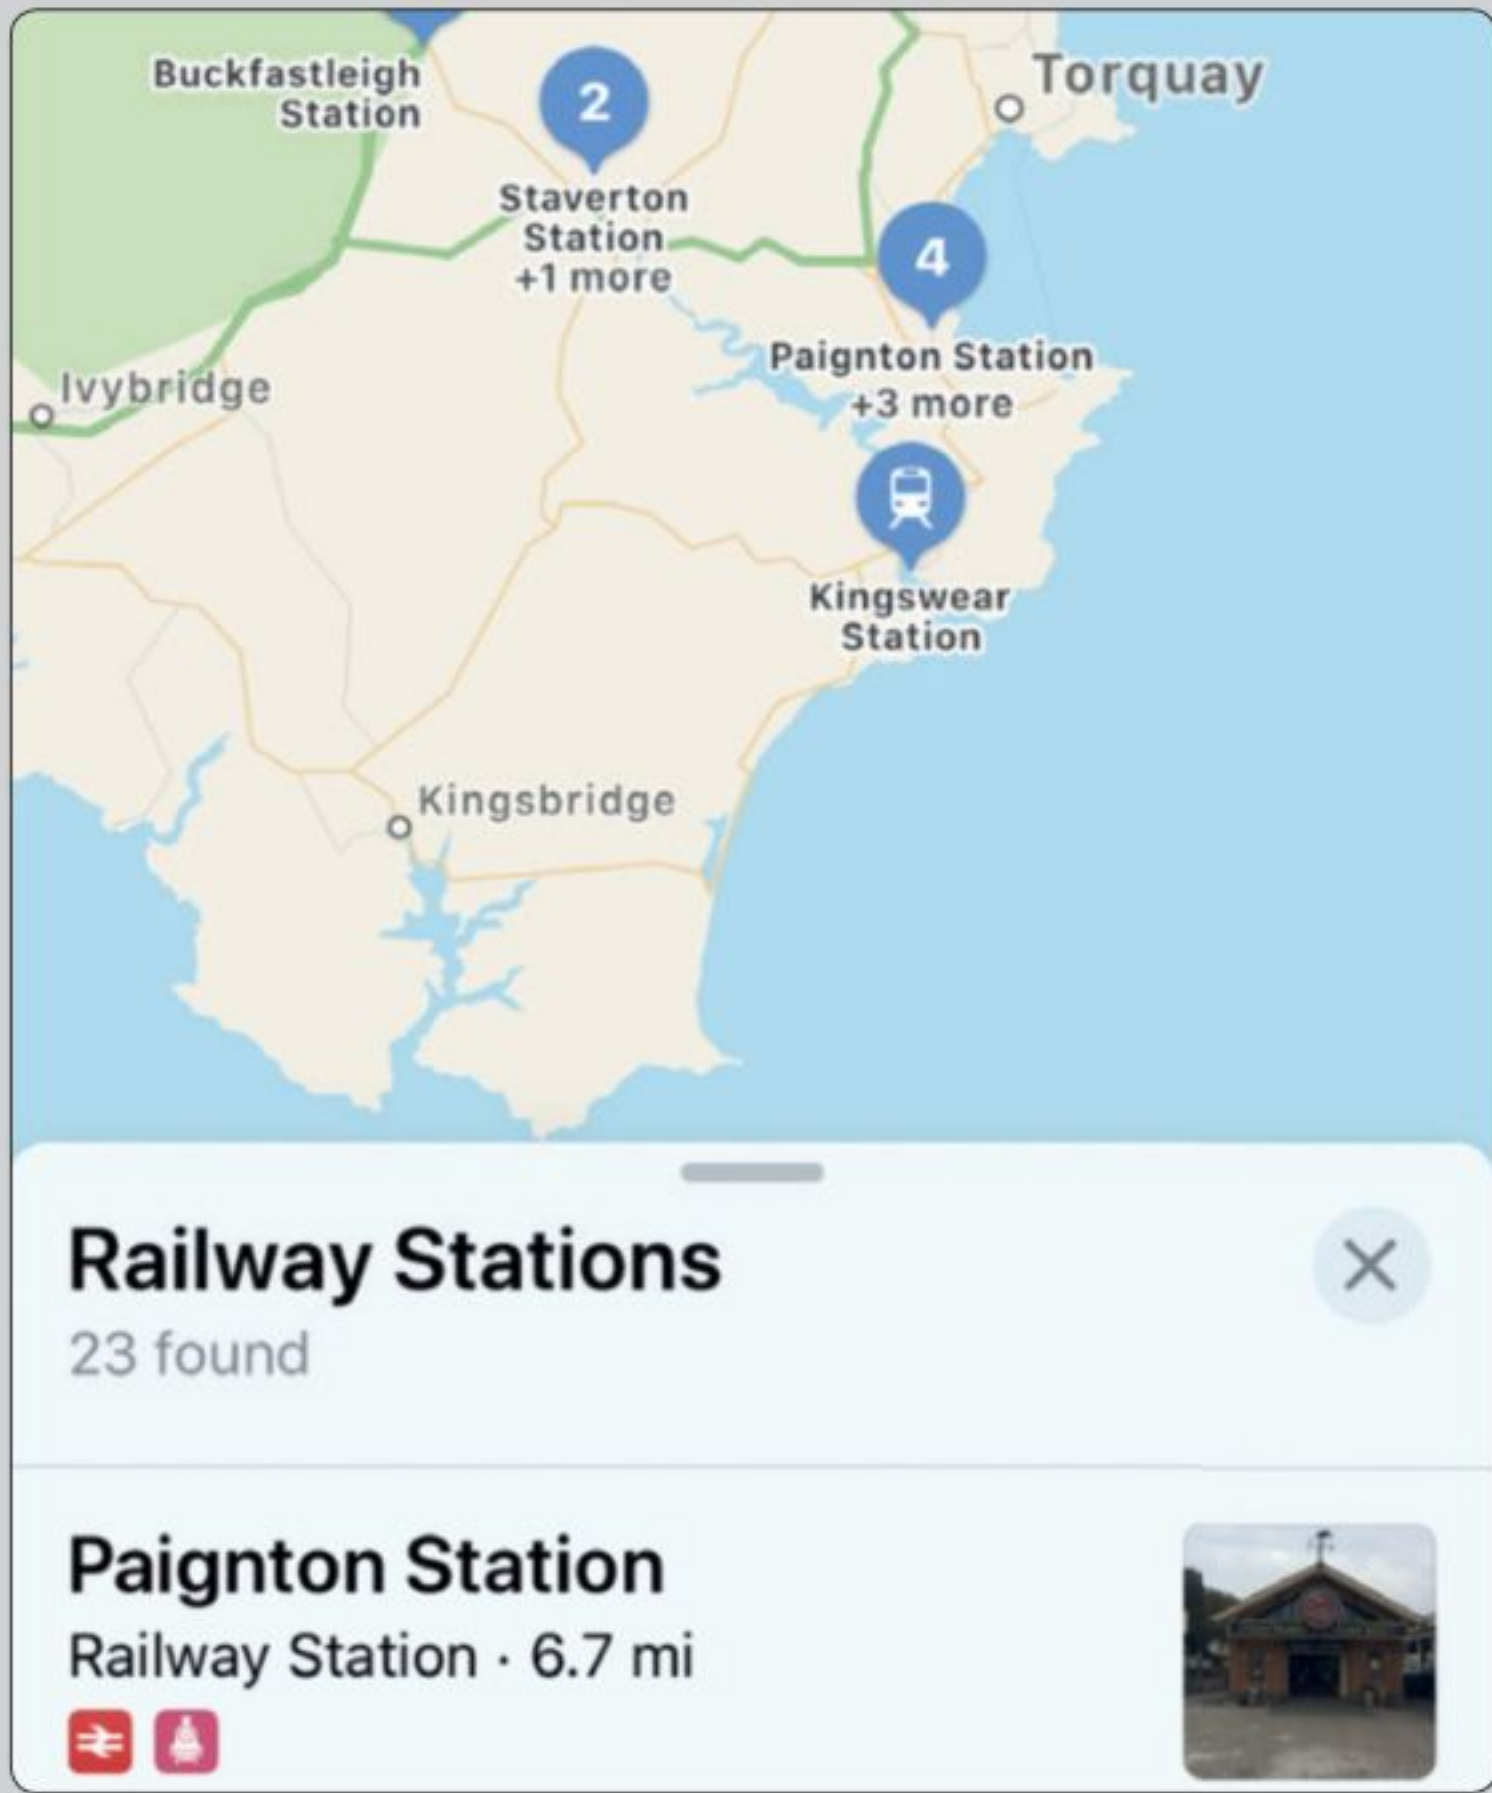 Buckfastleigh
Station
2
Torquay
Staverton
Station
+1 more
4
Paignton Station
+3 more
Ivybridge
Kingswear
Station
Kingsbridge
Railway Stations
23 found
Paignton Station
Railway Station · 6.7 mi